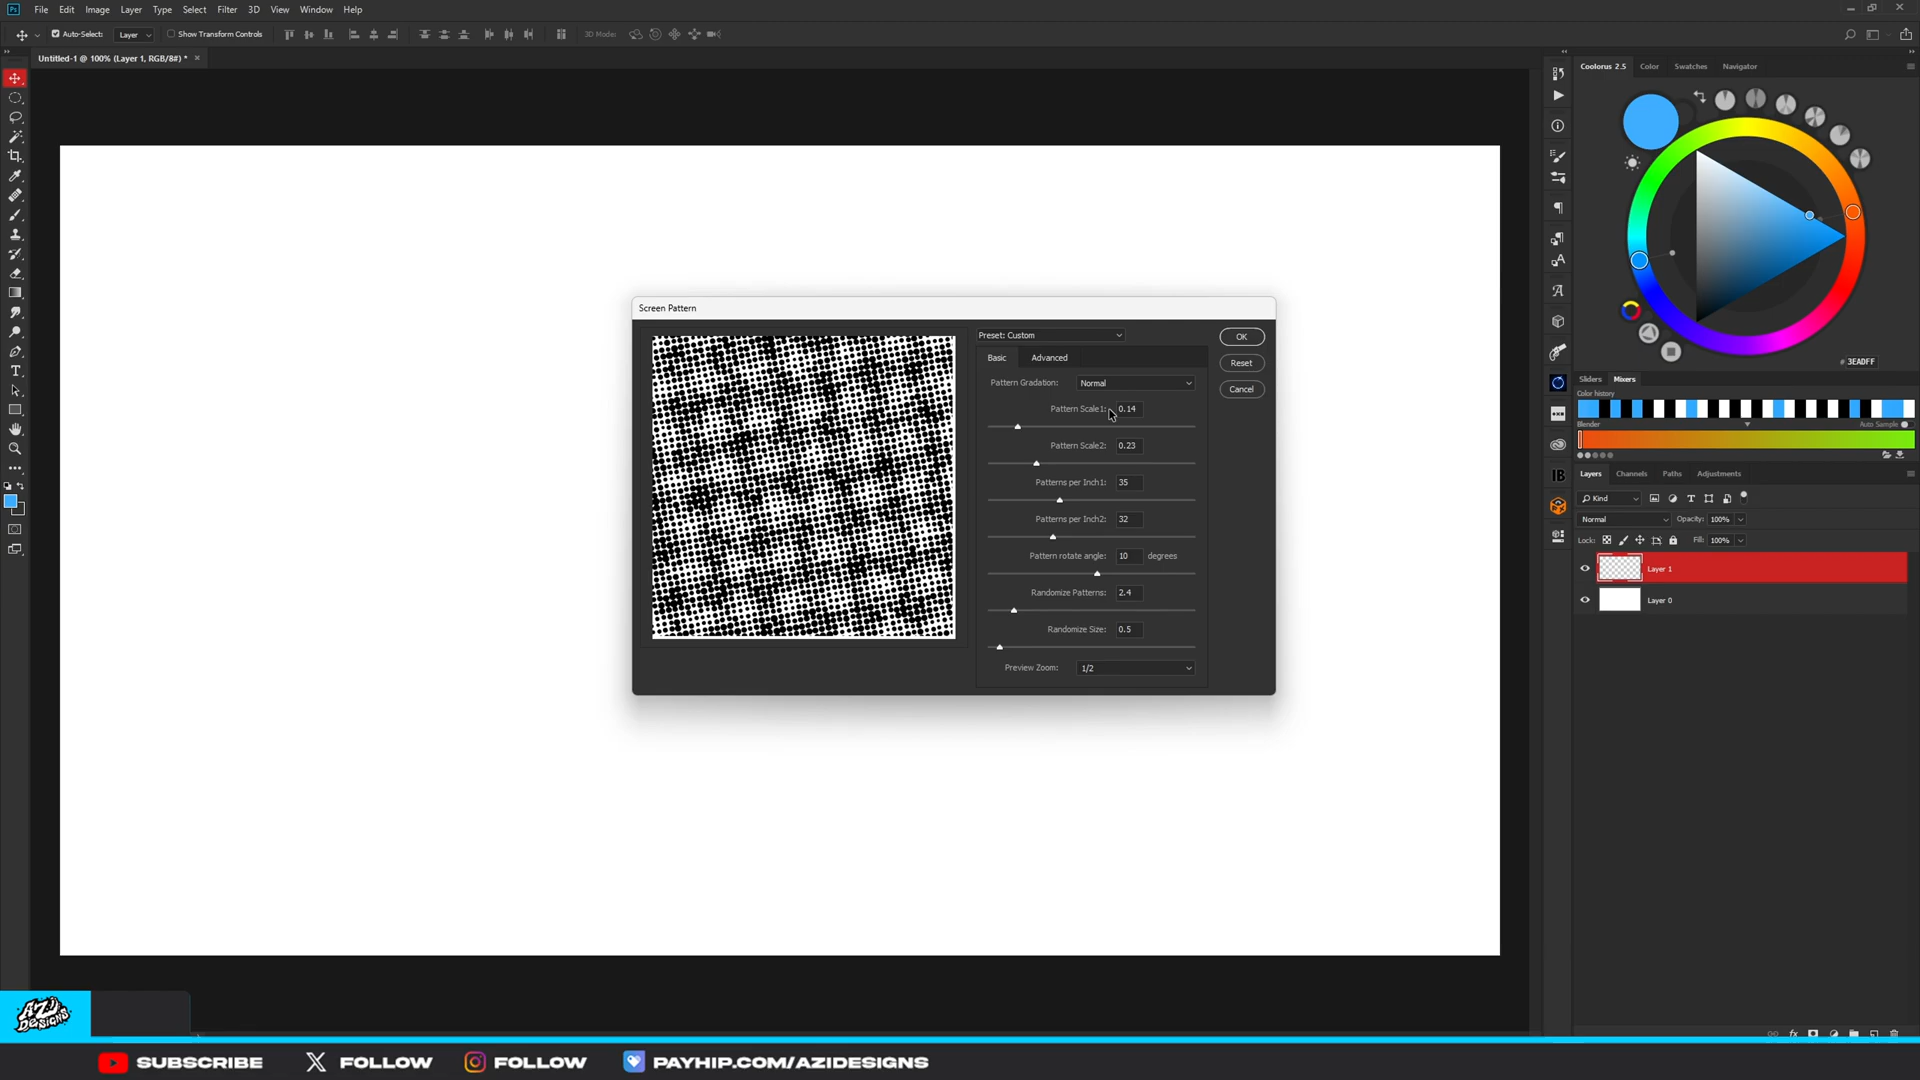 Ps File Edit Image Layer Type Select Filter 3D View Window Help
Auto-Select: Layer Show Transform Controls 3D Mode:
Untitled-1 @ 100% (Layer 1, RGB/8#) * ×
Coolorus 2.5 Color Swatches Navigator
# 3EADFF
Sliders Mixers
Color history
Blender Auto Sample
IB
Layers Channels Paths Adjustments
Kind
Normal Opacity: 100%
Lock: Fill: 100%
Layer 1
Layer 0
fx
Screen Pattern
Preset: Custom
OK
Basic Advanced
Reset
Pattern Gradation: Normal
Cancel
Pattern Scale1: 0.14
Pattern Scale2: 0.23
Patterns per Inch1: 35
Patterns per Inch2: 32
Pattern rotate angle: 10 degrees
Randomize Patterns: 2.4
Randomize Size: 0.5
Preview Zoom: 1/2
AZI DESIGNS
SUBSCRIBE FOLLOW FOLLOW PAYHIP.COM/AZIDESIGNS